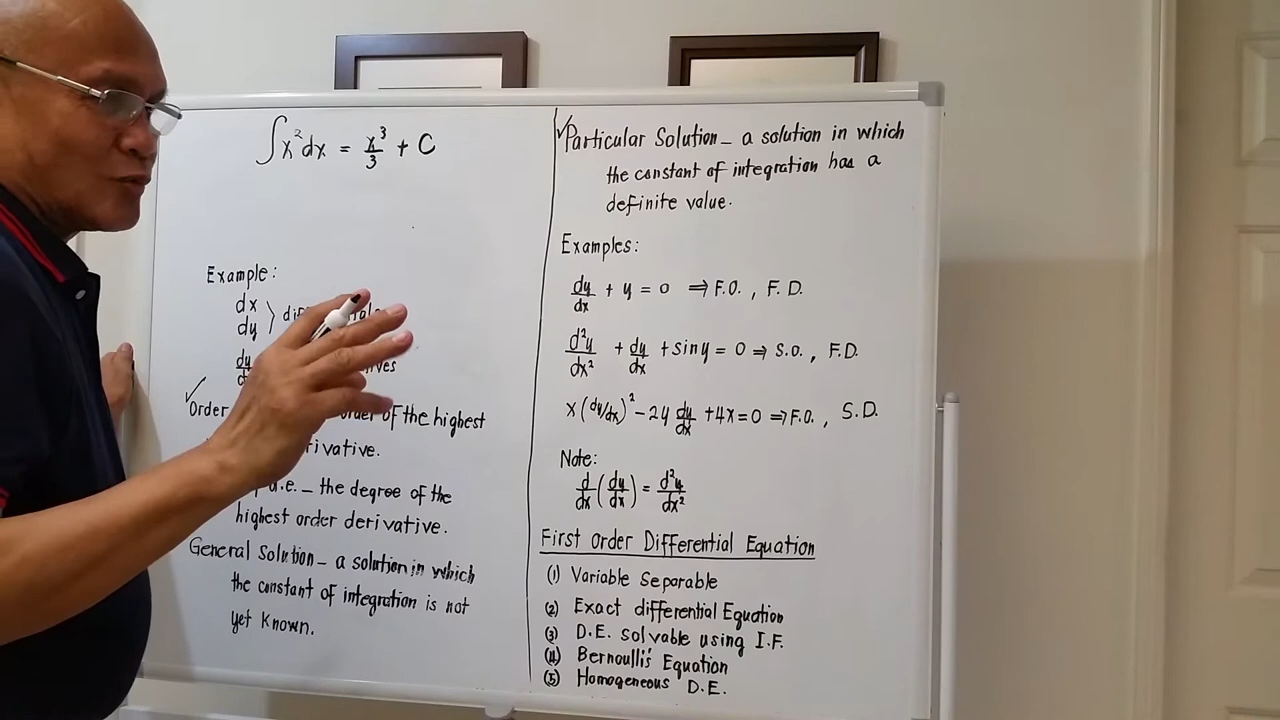 ∫x²dx = x³/3 + C
Example:
dx
dy
dy
Order of the highest
derivative.
D.E. _ the degree of the
highest order derivative.
General Solution _ a solution in which
the constant of integration is not
yet known.
✓Particular Solution _ a solution in which
the constant of integration has a
definite value.
Examples:
dy/dx + y = 0 ⇒ F.O. , F.D.
d²y/dx² + dy/dx + sin y = 0 ⇒ S.O. , F.D.
x(dy/dx)² - 2y dy/dx + 4x = 0 ⇒ F.O. , S.D.
Note:
d/dx (dy/dx) = d²y/dx²
First Order Differential Equation
(1) Variable Separable
(2) Exact differential Equation
(3) D.E. solvable using I.F.
(4) Bernoulli's Equation
(5) Homogeneous D.E.